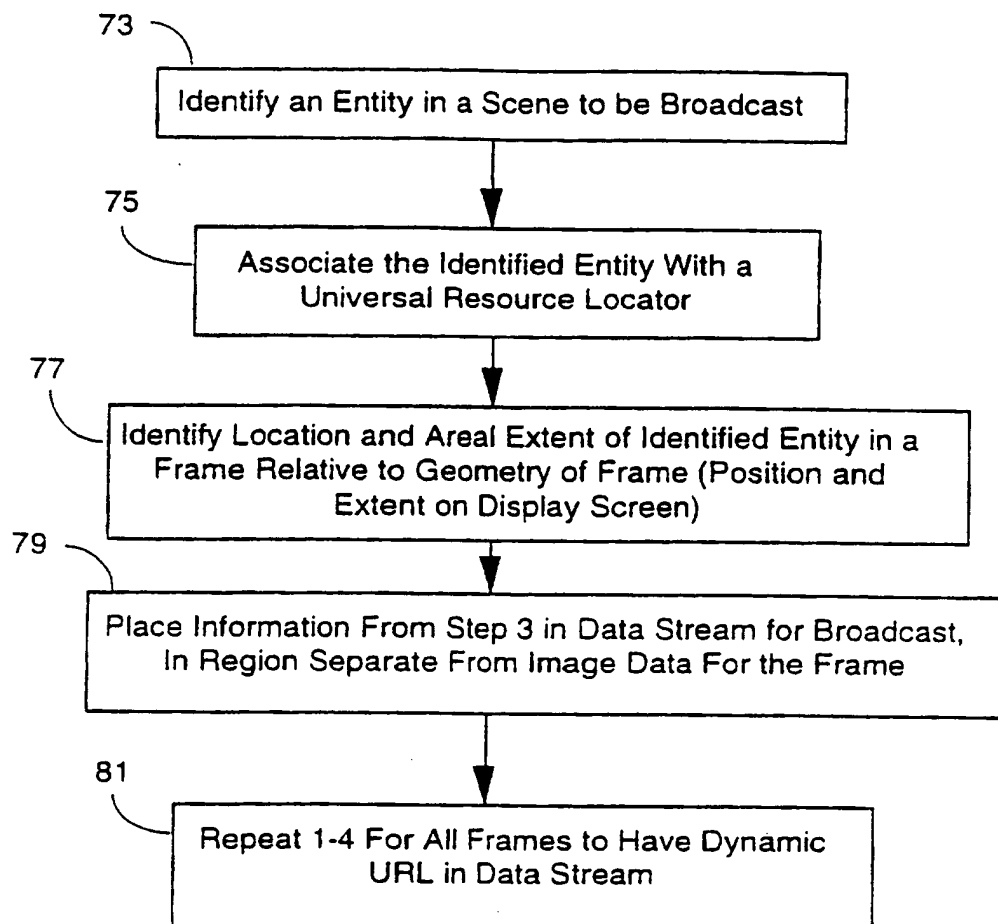 73
Identify an Entity in a Scene to be Broadcast
75
Associate the Identified Entity With a
Universal Resource Locator
77
Identify Location and Areal Extent of Identified Entity in a
Frame Relative to Geometry of Frame (Position and
Extent on Display Screen)
79
Place Information From Step 3 in Data Stream for Broadcast,
In Region Separate From Image Data For the Frame
81
Repeat 1-4 For All Frames to Have Dynamic
URL in Data Stream